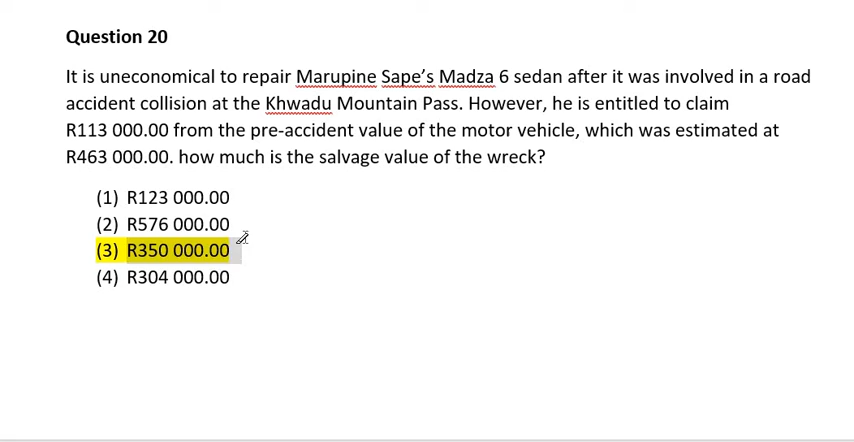 Question 20
It is uneconomical to repair Marupine Sape’s Madza 6 sedan after it was involved in a road
accident collision at the Khwadu Mountain Pass. However, he is entitled to claim
R113 000.00 from the pre-accident value of the motor vehicle, which was estimated at
R463 000.00. how much is the salvage value of the wreck?
(1) R123 000.00
(2) R576 000.00
(3) R350 000.00
(4) R304 000.00